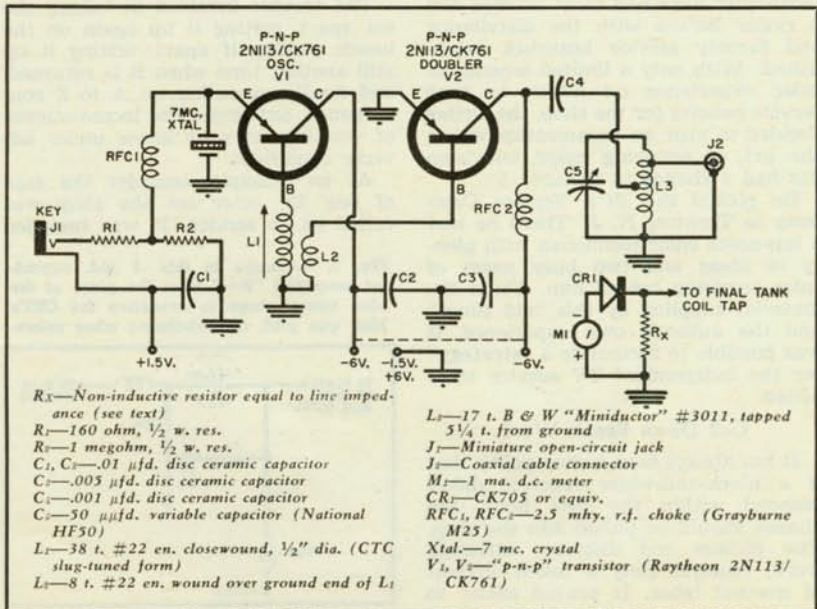 P-N-P
2N113/CK761
OSC.
V1
P-N-P
2N113/CK761
DOUBLER
V2
E
C
E
C
C4
7MC.
XTAL
RFC1
J2
C5
L3
B
B
RFC2
KEY
J1
R1
R2
L1
L2
C1
C2
C3
CR1
TO FINAL TANK
COIL TAP
M1
+
RX
+1.5V.
-6V.
-1.5V.
+6V.
-6V.
Rx—Non-inductive resistor equal to line imped-
ance (see text)
R1—160 ohm, ½ w. res.
R2—1 megohm, ½ w. res.
C1, C2—.01 μfd. disc ceramic capacitor
C3—.005 μfd. disc ceramic capacitor
C4—.001 μfd. disc ceramic capacitor
C5—50 μμfd. variable capacitor (National
HF50)
L1—38 t. #22 en. closewound, ½" dia. (CTC
slug-tuned form)
L2—8 t. #22 en. wound over ground end of L1
L3—17 t. B & W "Miniductor" #3011, tapped
5¼ t. from ground
J1—Miniature open-circuit jack
J2—Coaxial cable connector
M1—1 ma. d.c. meter
CR1—CK705 or equiv.
RFC1, RFC2—2.5 mhy. r.f. choke (Grayburne
M25)
Xtal.—7 mc. crystal
V1, V2—"p-n-p" transistor (Raytheon 2N113/
CK761)